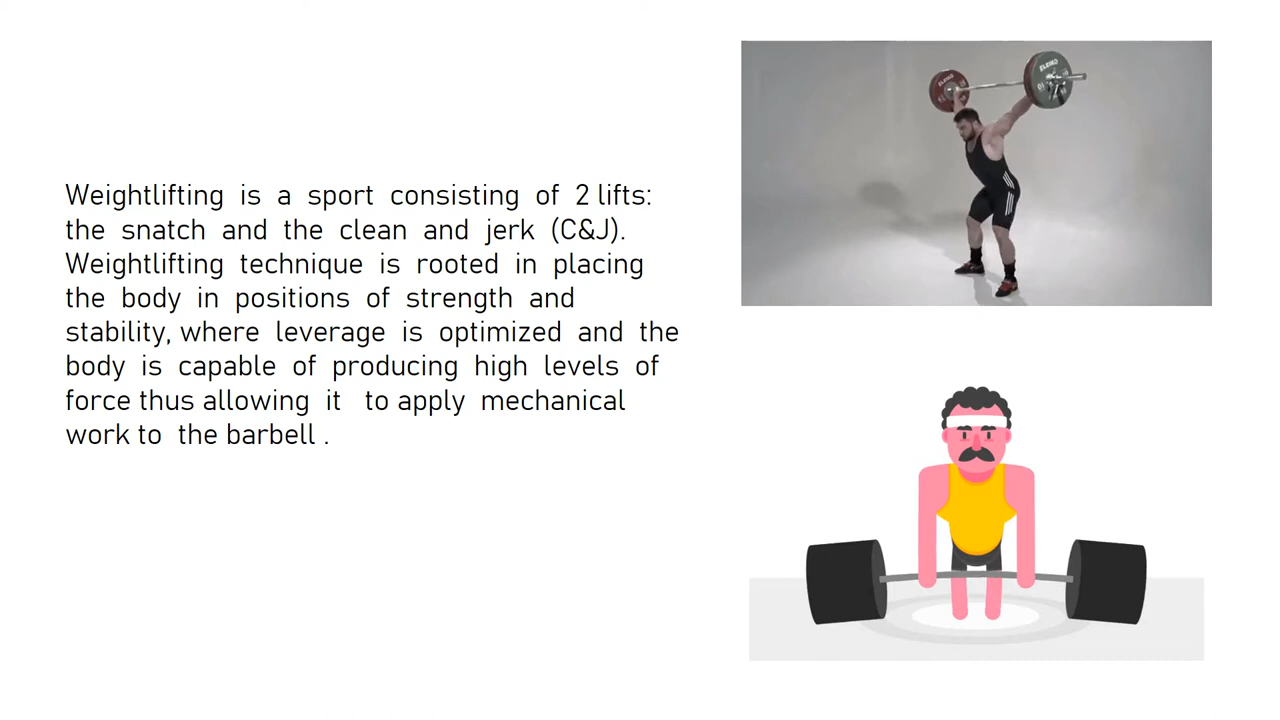 Weightlifting is a sport consisting of 2 lifts:
the snatch and the clean and jerk (C&J).
Weightlifting technique is rooted in placing
the body in positions of strength and
stability, where leverage is optimized and the
body is capable of producing high levels of
force thus allowing it to apply mechanical
work to the barbell .
ELEIKO
ELEIKO